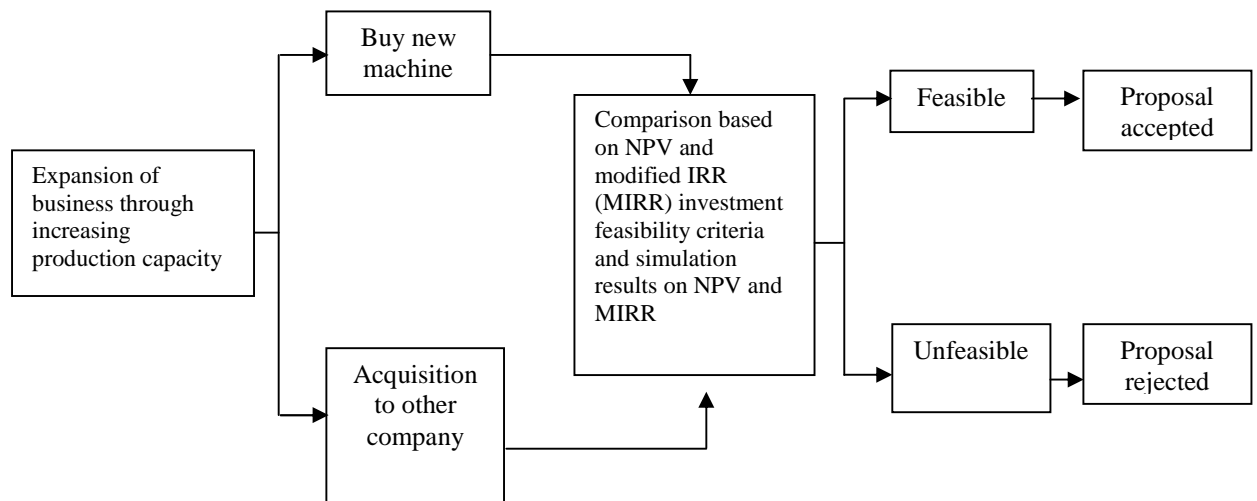 Expansion of
business through
increasing
production capacity
Buy new
machine
Acquisition
to other
company
Comparison based
on NPV and
modified IRR
(MIRR) investment
feasibility criteria
and simulation
results on NPV and
MIRR
Feasible
Proposal
accepted
Unfeasible
Proposal
rejected